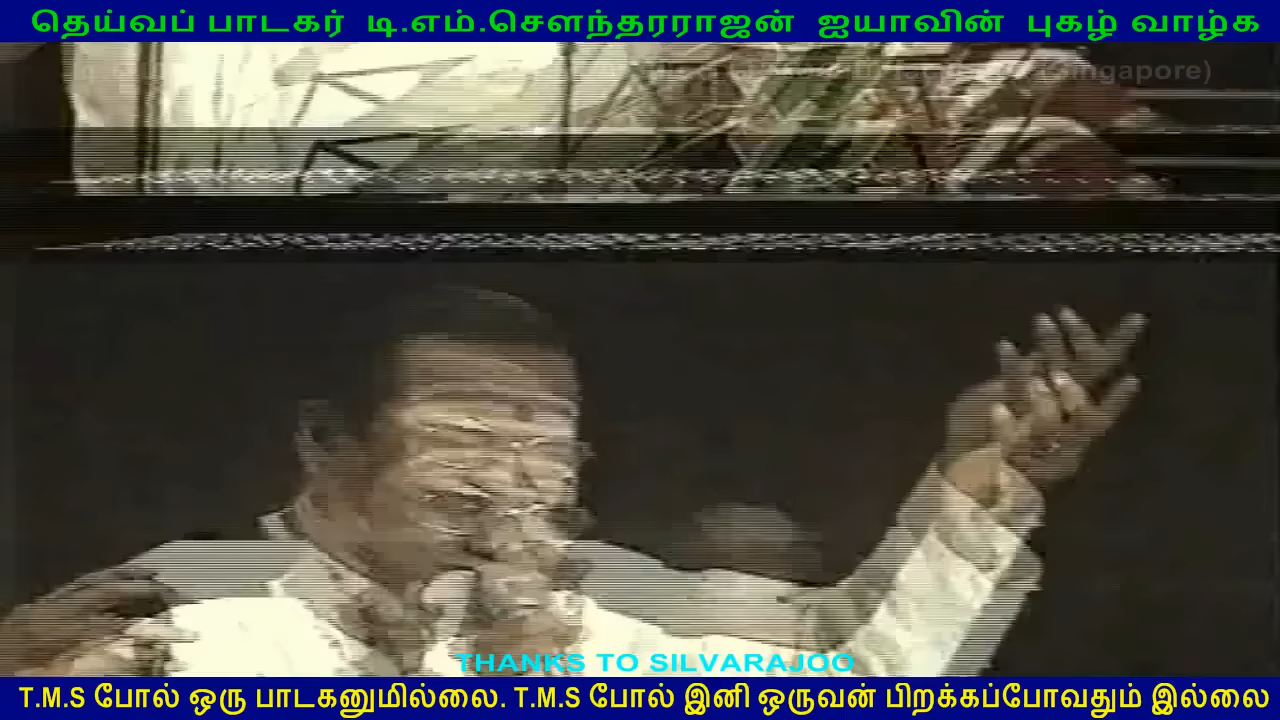 தெய்வப் பாடகர் டி.எம்.சௌந்தரராஜன் ஐயாவின் புகழ் வாழ்க
(Singapore)
THANKS TO SILVARAJOO
T.M.S போல் ஒரு பாடகனுமில்லை. T.M.S போல் இனி ஒருவன் பிறக்கப்போவதும் இல்லை